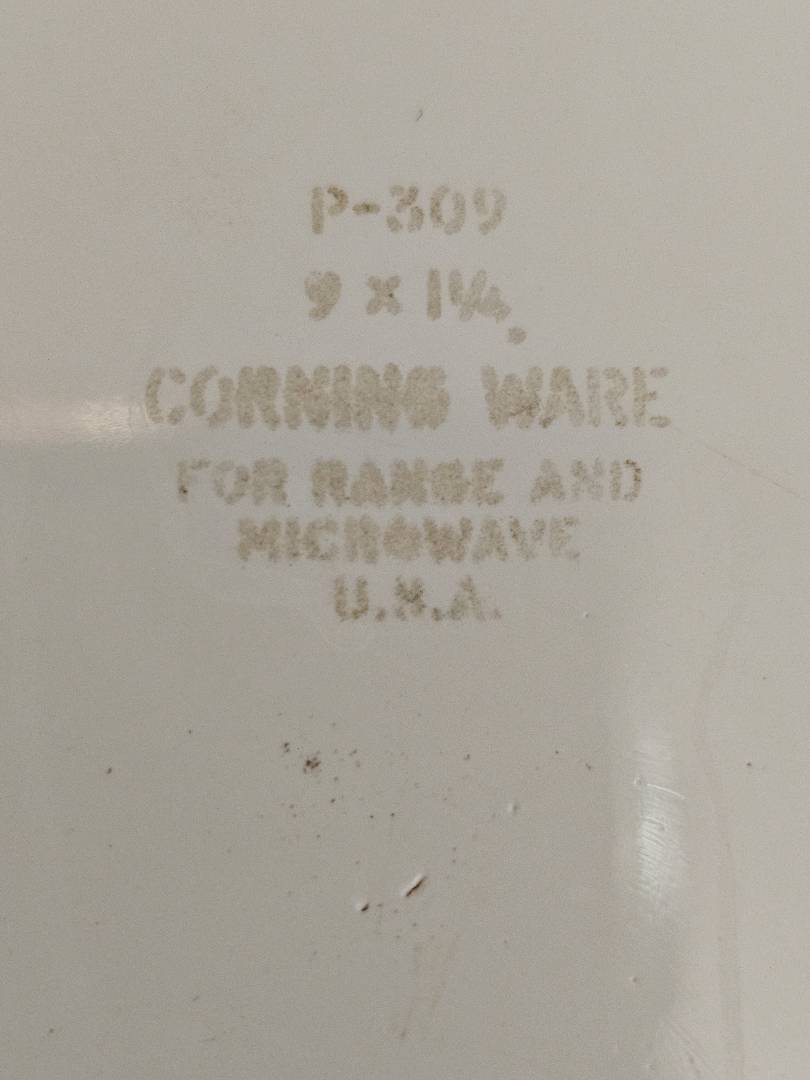 P-309
9 x 1¼
CORNING WARE
FOR RANGE AND
MICROWAVE
U.S.A.